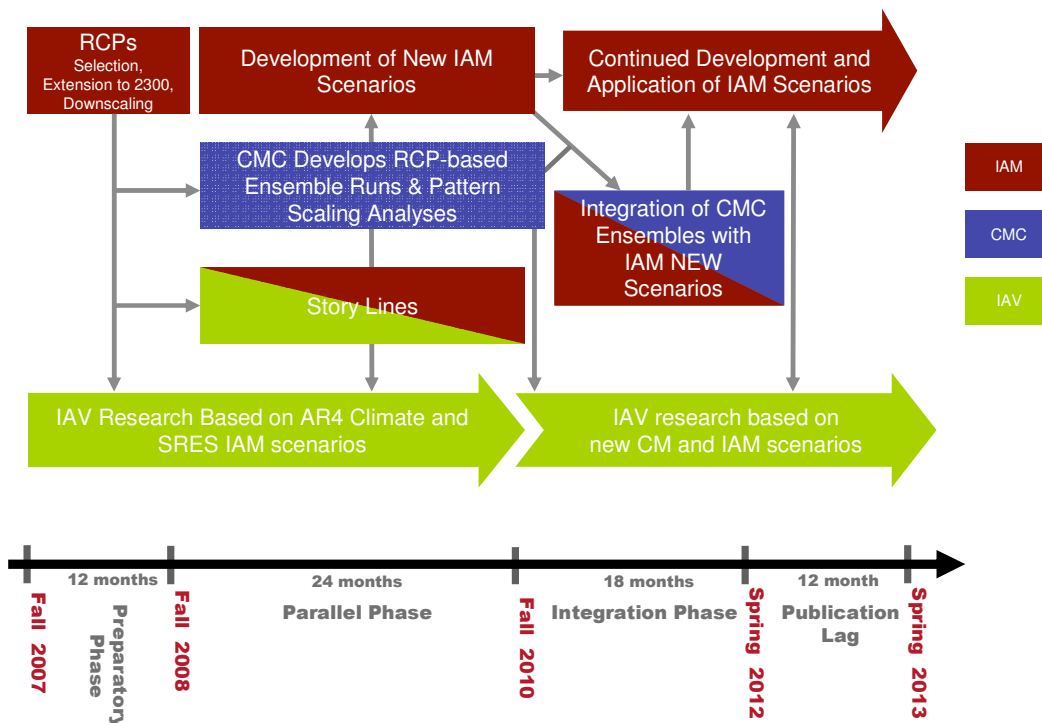 RCPs
Selection,
Extension to 2300,
Downscaling
Development of New IAM
Scenarios
Continued Development and
Application of IAM Scenarios
CMC Develops RCP-based
Ensemble Runs & Pattern
Scaling Analyses
Integration of CMC
Ensembles with
IAM NEW
Scenarios
Story Lines
IAM
CMC
IAV
IAV Research Based on AR4 Climate and
SRES IAM scenarios
IAV research based on
new CM and IAM scenarios
12 months
24 months
18 months
12 month
Fall 2007
Preparatory
Phase
Fall 2008
Parallel Phase
Fall 2010
Integration Phase
Spring 2012
Publication
Lag
Spring 2013